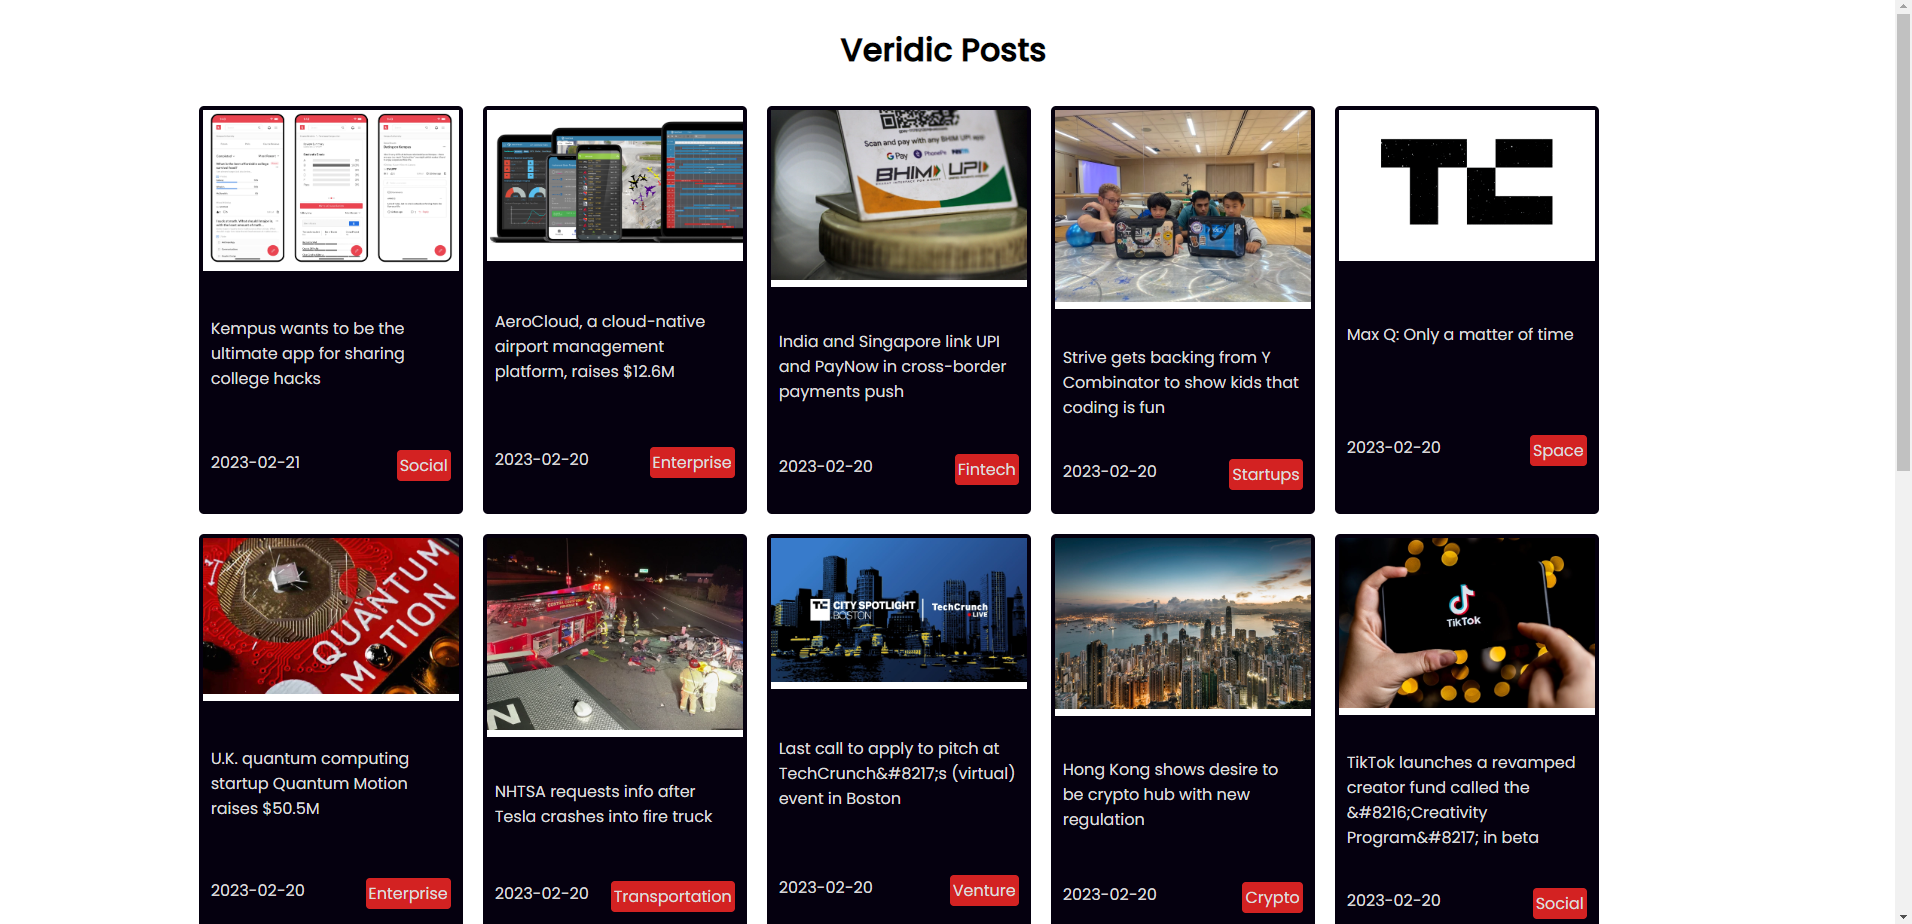 Veridic Posts
Kempus wants to be the
ultimate app for sharing
college hacks
2023-02-21
Social
AeroCloud, a cloud-native
airport management
platform, raises $12.6M
2023-02-20
Enterprise
Scan and pay with any BHIM UPI app
G Pay
PhonePe
Paytm
BHIM UPI
India and Singapore link UPI
and PayNow in cross-border
payments push
2023-02-20
Fintech
Strive gets backing from Y
Combinator to show kids that
coding is fun
2023-02-20
Startups
TC
Max Q: Only a matter of time
2023-02-20
Space
QUANTUM
MOTION
U.K. quantum computing
startup Quantum Motion
raises $50.5M
2023-02-20
Enterprise
N
NHTSA requests info after
Tesla crashes into fire truck
2023-02-20
Transportation
TC CITY SPOTLIGHT
BOSTON
TechCrunch
LIVE
Last call to apply to pitch at
TechCrunch&#8217;s (virtual)
event in Boston
2023-02-20
Venture
Hong Kong shows desire to
be crypto hub with new
regulation
2023-02-20
Crypto
TikTok
TikTok launches a revamped
creator fund called the
&#8216;Creativity
Program&#8217; in beta
2023-02-20
Social